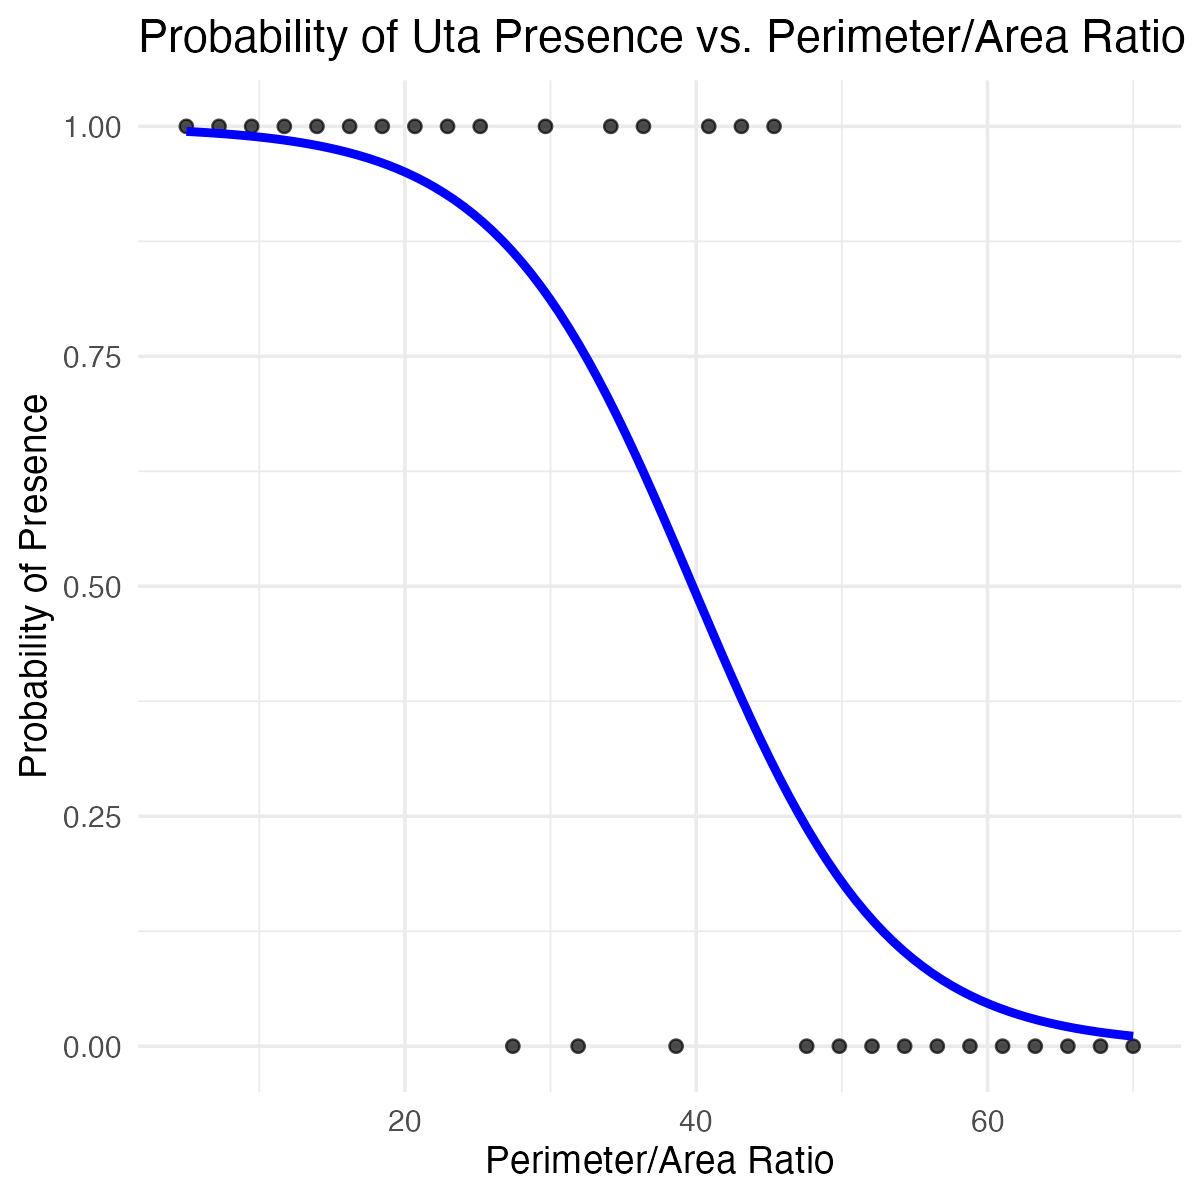 Probability of Uta Presence vs. Perimeter/Area Ratio
Probability of Presence
1.00
0.75
0.50
0.25
0.00
20 40 60
Perimeter/Area Ratio